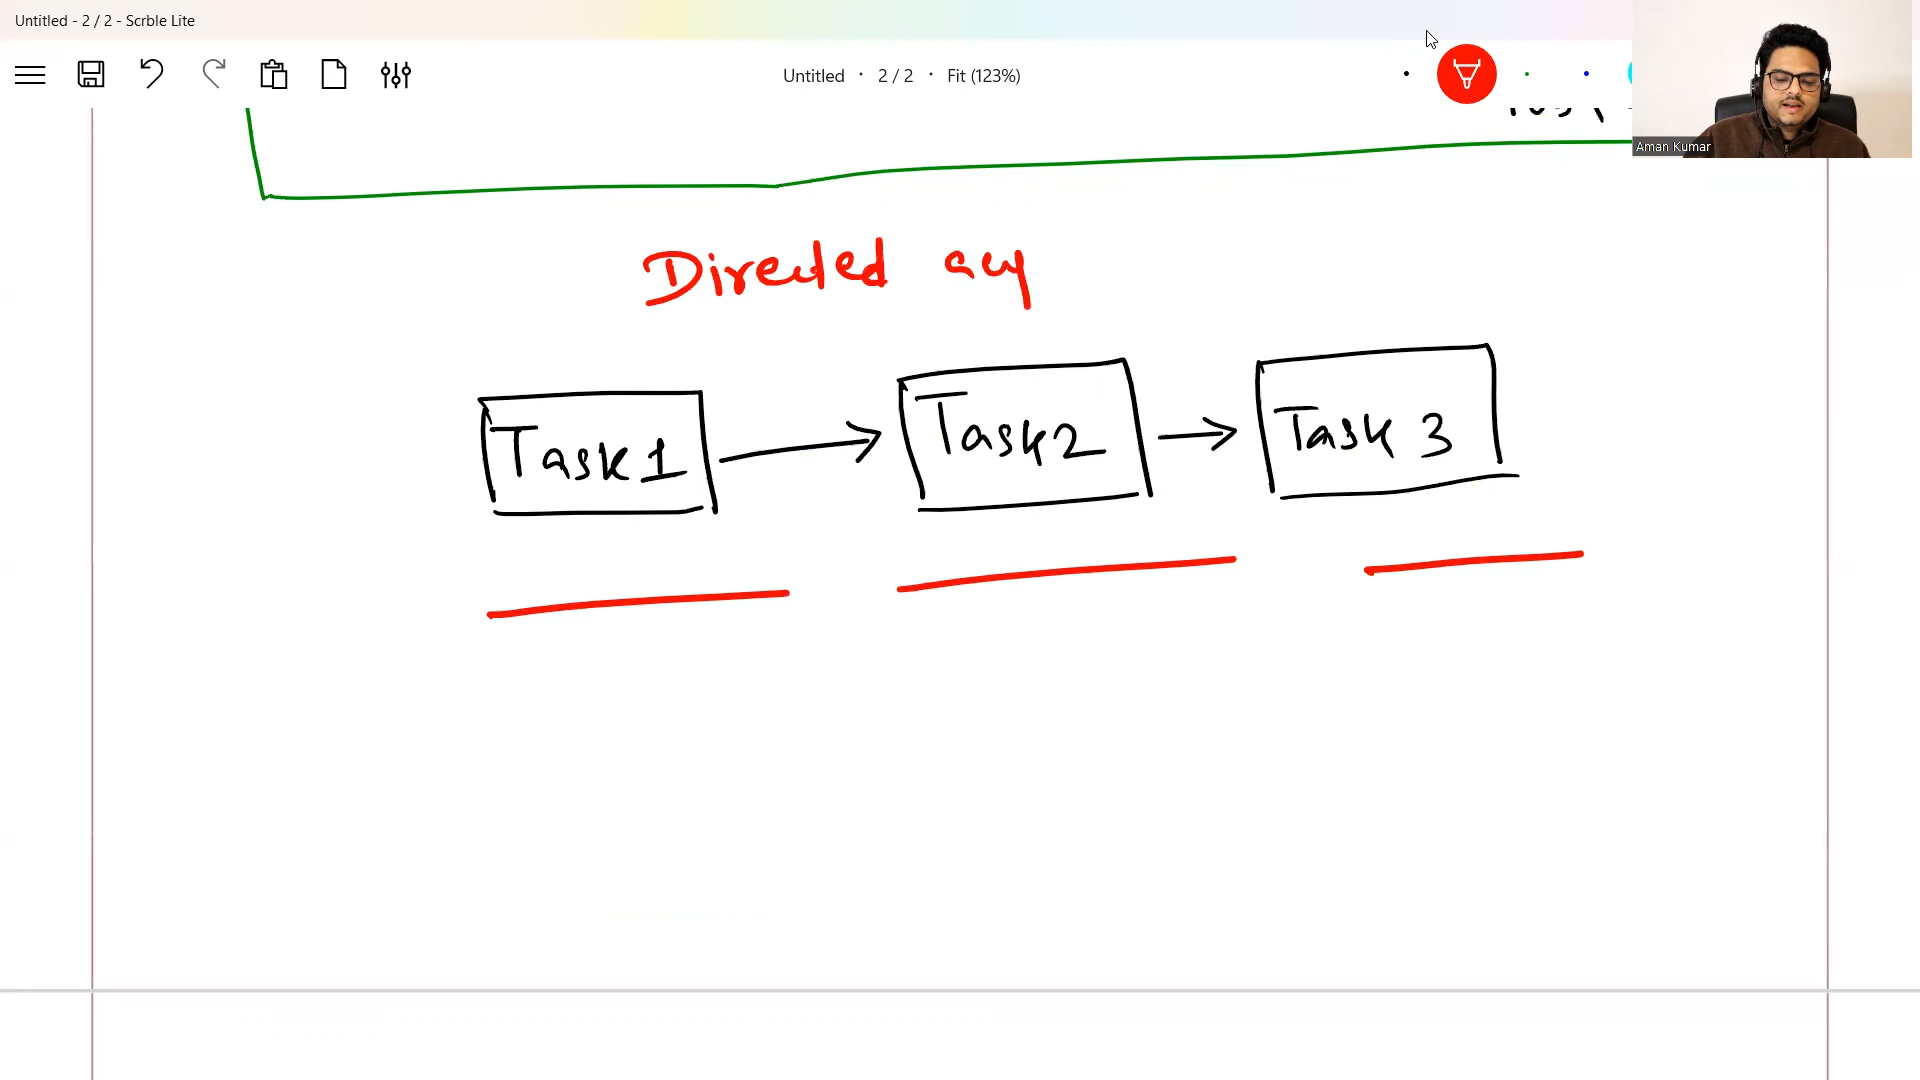 Untitled - 2 / 2 - Scrble Lite
Untitled • 2 / 2 • Fit (123%)
Aman Kumar
Directed acy
Task 1
Task 2
Task 3